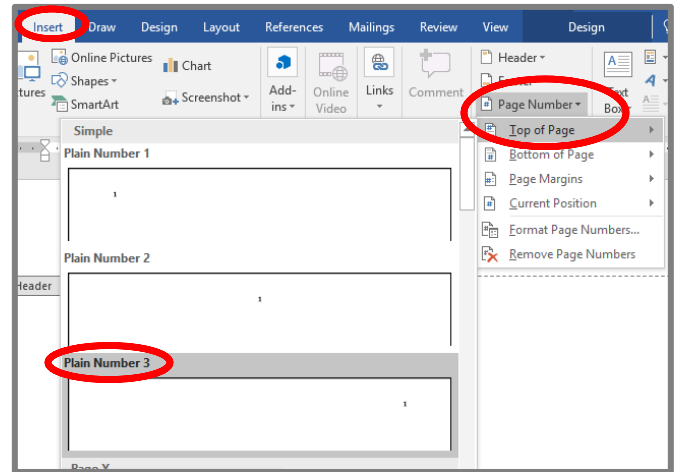 Insert Draw Design Layout References Mailings Review View Design
Online Pictures
Shapes
SmartArt
Chart
Screenshot
Add-
ins
Online
Video
Links
Comment
Header
Page Number
Text
Box
Simple
Plain Number 1
1
Plain Number 2
1
Plain Number 3
1
Top of Page
Bottom of Page
Page Margins
Current Position
Format Page Numbers...
Remove Page Numbers
Header